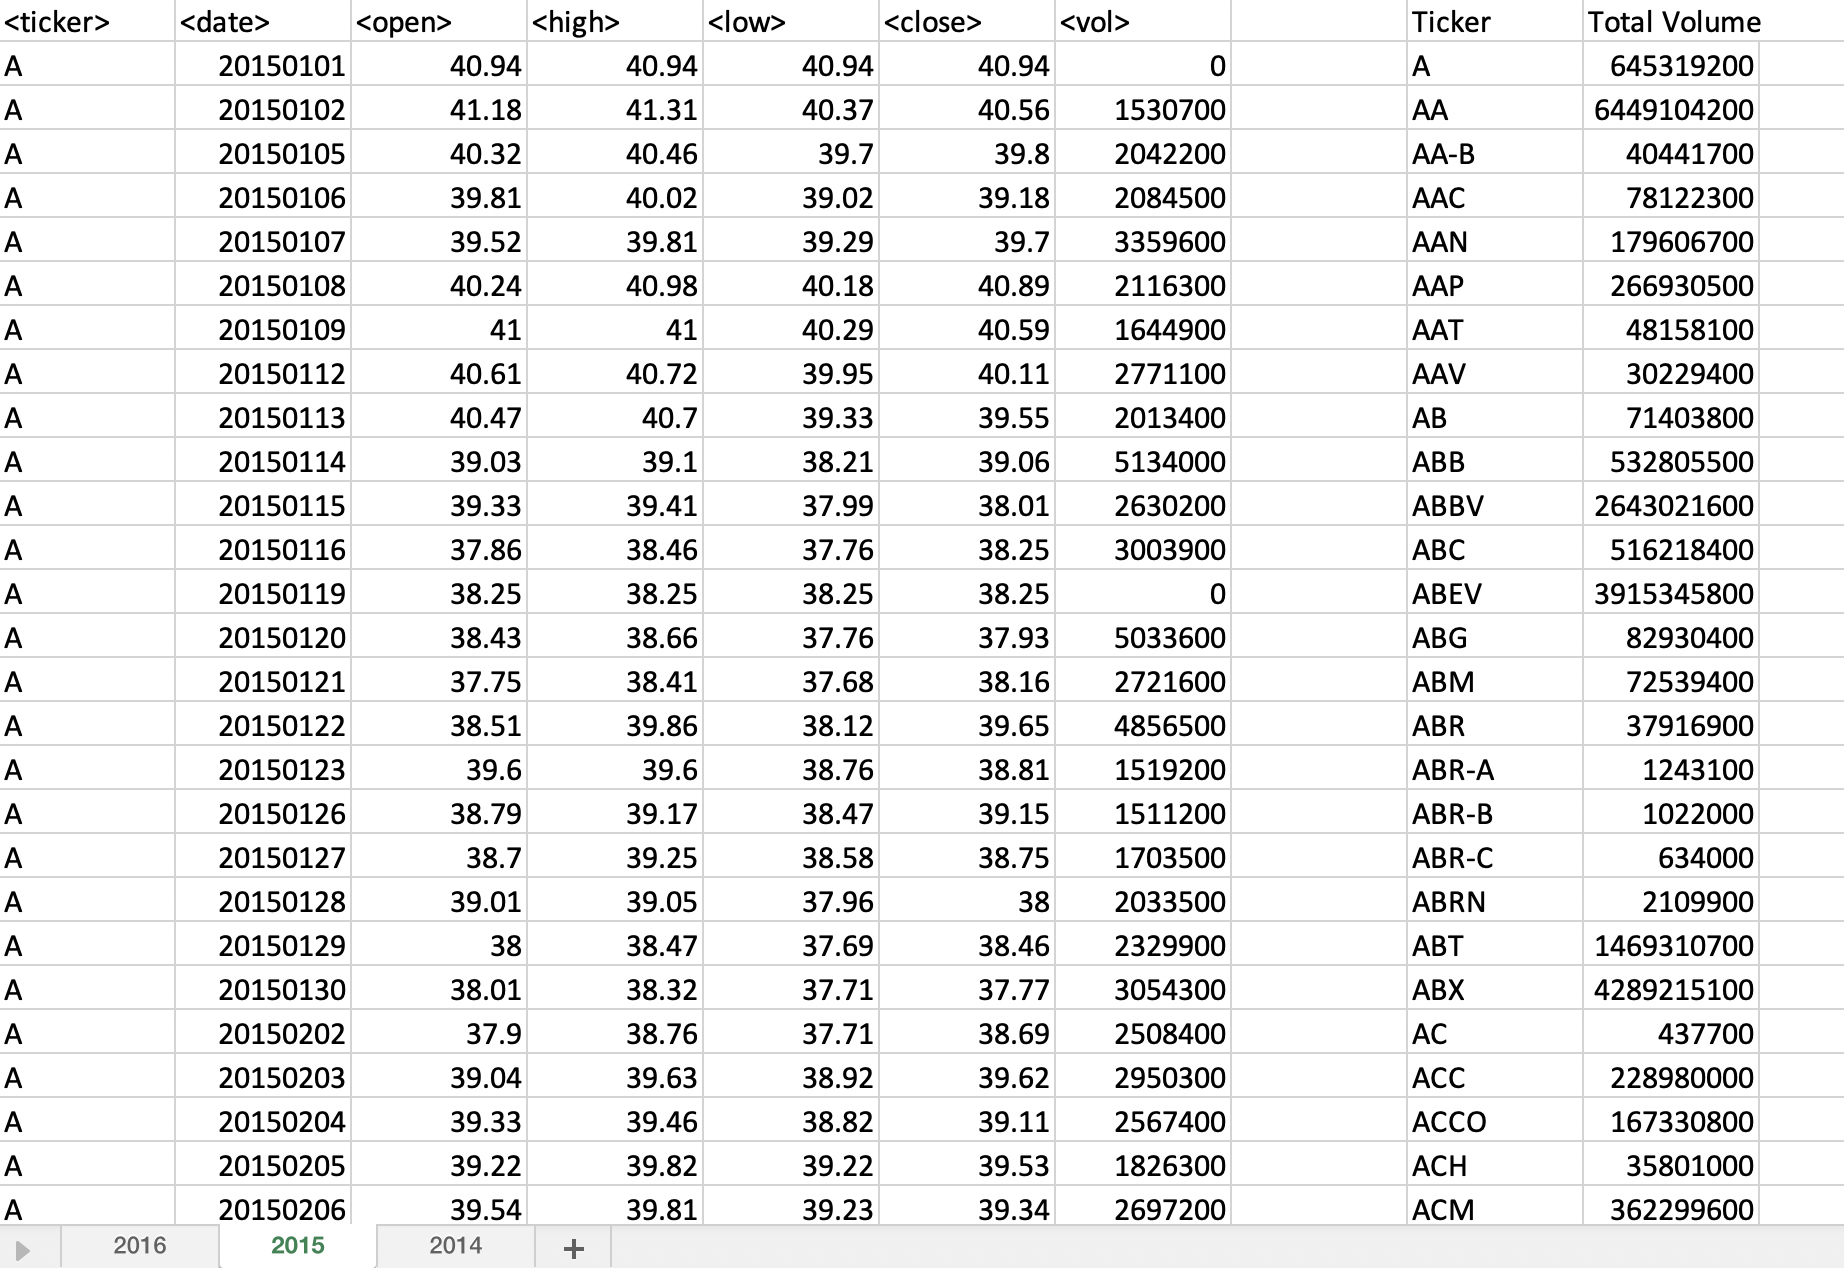 <ticker> <date> <open> <high> <low> <close> <vol> Ticker Total Volume
A 20150101 40.94 40.94 40.94 40.94 0 A 645319200
A 20150102 41.18 41.31 40.37 40.56 1530700 AA 6449104200
A 20150105 40.32 40.46 39.7 39.8 2042200 AA-B 40441700
A 20150106 39.81 40.02 39.02 39.18 2084500 AAC 78122300
A 20150107 39.52 39.81 39.29 39.7 3359600 AAN 179606700
A 20150108 40.24 40.98 40.18 40.89 2116300 AAP 266930500
A 20150109 41 41 40.29 40.59 1644900 AAT 48158100
A 20150112 40.61 40.72 39.95 40.11 2771100 AAV 30229400
A 20150113 40.47 40.7 39.33 39.55 2013400 AB 71403800
A 20150114 39.03 39.1 38.21 39.06 5134000 ABB 532805500
A 20150115 39.33 39.41 37.99 38.01 2630200 ABBV 2643021600
A 20150116 37.86 38.46 37.76 38.25 3003900 ABC 516218400
A 20150119 38.25 38.25 38.25 38.25 0 ABEV 3915345800
A 20150120 38.43 38.66 37.76 37.93 5033600 ABG 82930400
A 20150121 37.75 38.41 37.68 38.16 2721600 ABM 72539400
A 20150122 38.51 39.86 38.12 39.65 4856500 ABR 37916900
A 20150123 39.6 39.6 38.76 38.81 1519200 ABR-A 1243100
A 20150126 38.79 39.17 38.47 39.15 1511200 ABR-B 1022000
A 20150127 38.7 39.25 38.58 38.75 1703500 ABR-C 634000
A 20150128 39.01 39.05 37.96 38 2033500 ABRN 2109900
A 20150129 38 38.47 37.69 38.46 2329900 ABT 1469310700
A 20150130 38.01 38.32 37.71 37.77 3054300 ABX 4289215100
A 20150202 37.9 38.76 37.71 38.69 2508400 AC 437700
A 20150203 39.04 39.63 38.92 39.62 2950300 ACC 228980000
A 20150204 39.33 39.46 38.82 39.11 2567400 ACCO 167330800
A 20150205 39.22 39.82 39.22 39.53 1826300 ACH 35801000
A 20150206 39.54 39.81 39.23 39.34 2697200 ACM 362299600
2016 2015 2014 +